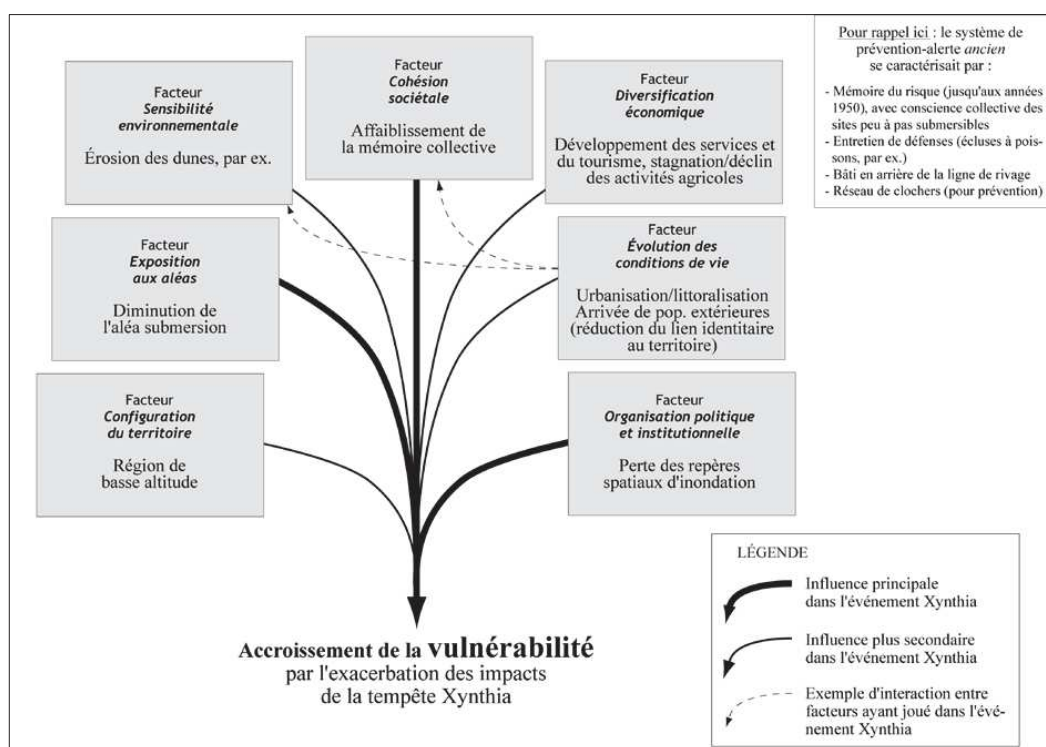 Facteur
Sensibilité
environnementale
Érosion des dunes, par ex.
Facteur
Cohésion
sociétale
Affaiblissement de
la mémoire collective
Facteur
Diversification
économique
Développement des services et
du tourisme, stagnation/déclin
des activités agricoles
Pour rappel ici : le système de
prévention-alerte ancien
se caractérisait par :
- Mémoire du risque (jusqu'aux années
1950), avec conscience collective des
sites peu à pas submersibles
- Entretien de défenses (écluses à pois-
sons, par ex.)
- Bâti en arrière de la ligne de rivage
- Réseau de clochers (pour prévention)
Facteur
Exposition
aux aléas
Diminution de
l'aléa submersion
Facteur
Évolution des
conditions de vie
Urbanisation/littoralisation
Arrivée de pop. extérieures
(réduction du lien identitaire
au territoire)
Facteur
Configuration
du territoire
Région de
basse altitude
Facteur
Organisation politique
et institutionnelle
Perte des repères
spatiaux d'inondation
Accroissement de la vulnérabilité
par l'exacerbation des impacts
de la tempête Xynthia
LÉGENDE
Influence principale
dans l'événement Xynthia
Influence plus secondaire
dans l'événement Xynthia
Exemple d'interaction entre
facteurs ayant joué dans l'évé-
nement Xynthia